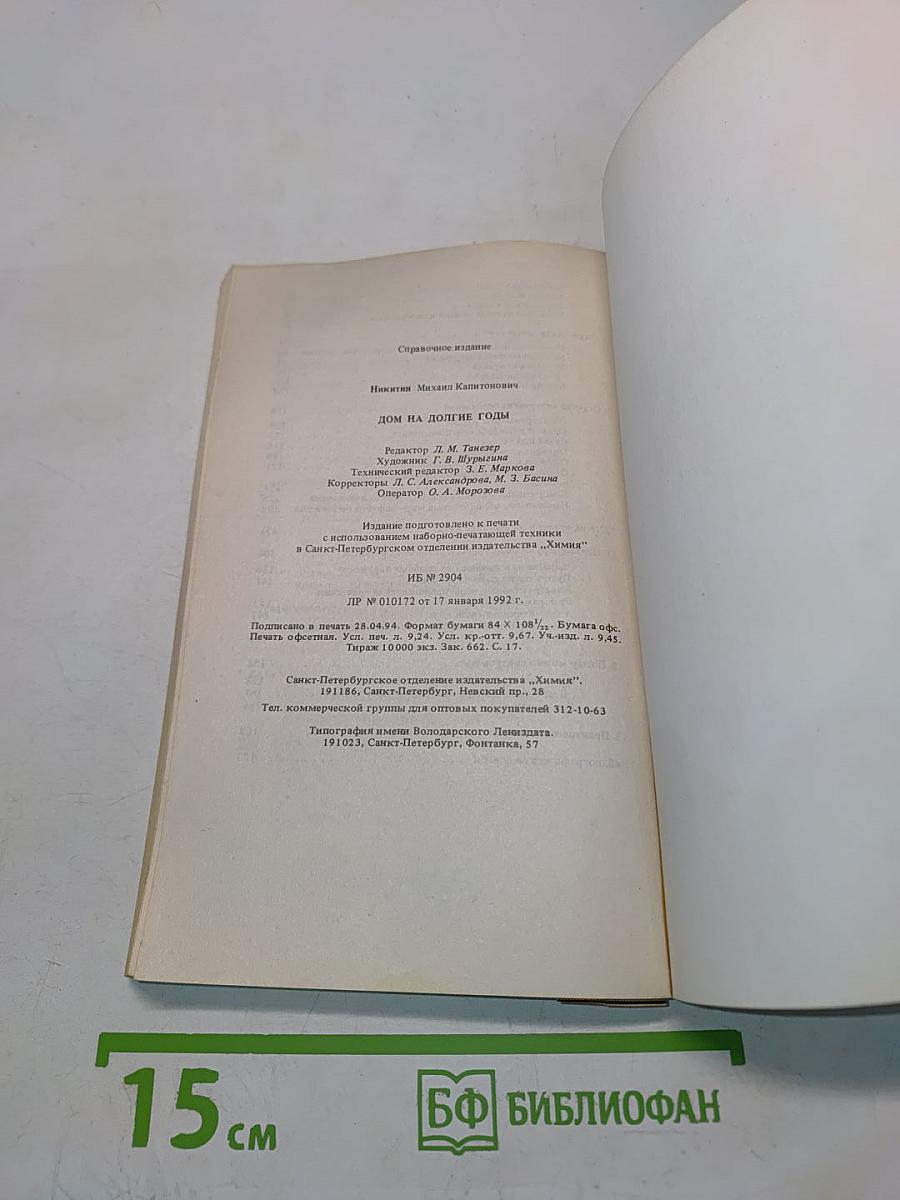 Справочное издание
Никитин Михаил Капитонович
ДОМ НА ДОЛГИЕ ГОДЫ
Редактор Л. М. Танезер
Художник Г. В. Шурыгина
Технический редактор З. Е. Маркова
Корректоры Л. С. Александрова, М. З. Басина
Оператор О. А. Морозова
Издание подготовлено к печати
с использованием наборно-печатающей техники
в Санкт-Петербургском отделении издательства „Химия"
ИБ № 2904
ЛР № 010172 от 17 января 1992 г.
Подписано в печать 28.04.94. Формат бумаги 84 X 108¹/₃₂. Бумага офс.
Печать офсетная. Усл. печ. л. 9,24. Усл. кр.-отт. 9,67. Уч.-изд. л. 9,45.
Тираж 10000 экз. Зак. 662. С. 17.
Санкт-Петербургское отделение издательства „Химия".
191186, Санкт-Петербург, Невский пр., 28
Тел. коммерческой группы для оптовых покупателей 312-10-63
Типография имени Володарского Лениздата.
191023, Санкт-Петербург, Фонтанка, 57
15 см
БФ БИБЛИОФАН